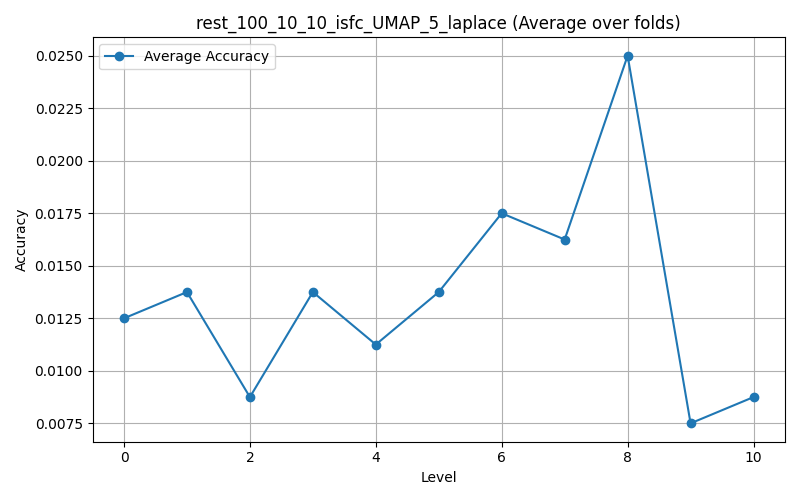 rest_100_10_10_isfc_UMAP_5_laplace (Average over folds)
Average Accuracy
0.0250
0.0225
0.0200
0.0175
0.0150
0.0125
0.0100
0.0075
Accuracy
0 2 4 6 8 10
Level